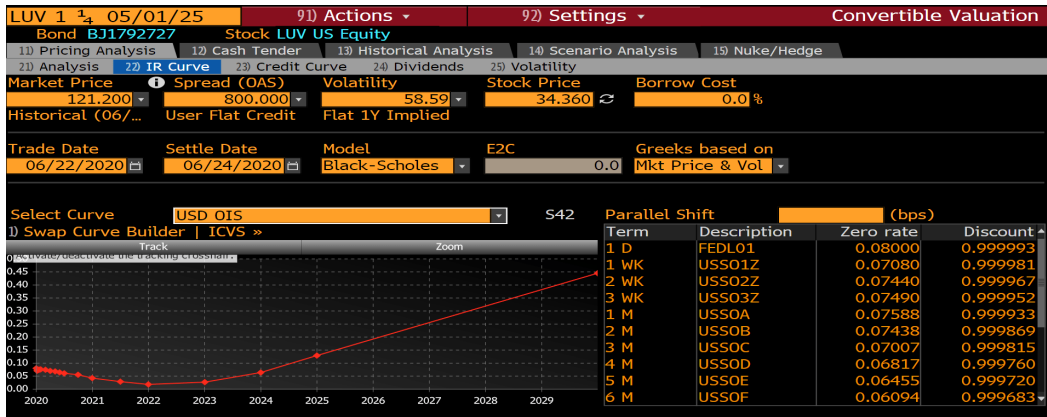 LUV 1 ¼ 05/01/25 91) Actions 92) Settings Convertible Valuation
Bond BJ1792727 Stock LUV US Equity
11) Pricing Analysis 12) Cash Tender 13) Historical Analysis 14) Scenario Analysis 15) Nuke/Hedge
21) Analysis 22) IR Curve 23) Credit Curve 24) Dividends 25) Volatility
Market Price Spread (OAS) Volatility Stock Price Borrow Cost
121.200 800.000 58.59 34.360 0.0 %
Historical (06/... User Flat Credit Flat 1Y Implied
Trade Date Settle Date Model E2C Greeks based on
06/22/2020 06/24/2020 Black-Scholes 0.0 Mkt Price & Vol
Select Curve USD OIS S42 Parallel Shift (bps)
1) Swap Curve Builder | ICVS »
Track Zoom
Activate/deactivate the tracking crosshair.
0.45
0.40
0.35
0.30
0.25
0.20
0.15
0.10
0.05
0.00
2020 2021 2022 2023 2024 2025 2026 2027 2028 2029
Term Description Zero rate Discount
1 D FEDL01 0.08000 0.999993
1 WK USSO1Z 0.07080 0.999981
2 WK USSO2Z 0.07440 0.999967
3 WK USSO3Z 0.07490 0.999952
1 M USSOA 0.07588 0.999933
2 M USSOB 0.07438 0.999869
3 M USSOC 0.07007 0.999815
4 M USSOD 0.06817 0.999760
5 M USSOE 0.06455 0.999720
6 M USSOF 0.06094 0.999683